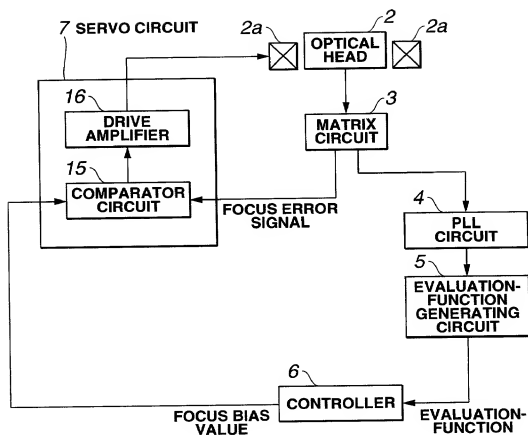 7 SERVO CIRCUIT
2a
2
2a
OPTICAL
HEAD
16
DRIVE
AMPLIFIER
3
MATRIX
CIRCUIT
15
COMPARATOR
CIRCUIT
FOCUS ERROR
SIGNAL
4
PLL
CIRCUIT
5
EVALUATION-
FUNCTION
GENERATING
CIRCUIT
6
CONTROLLER
FOCUS BIAS
VALUE
EVALUATION-
FUNCTION